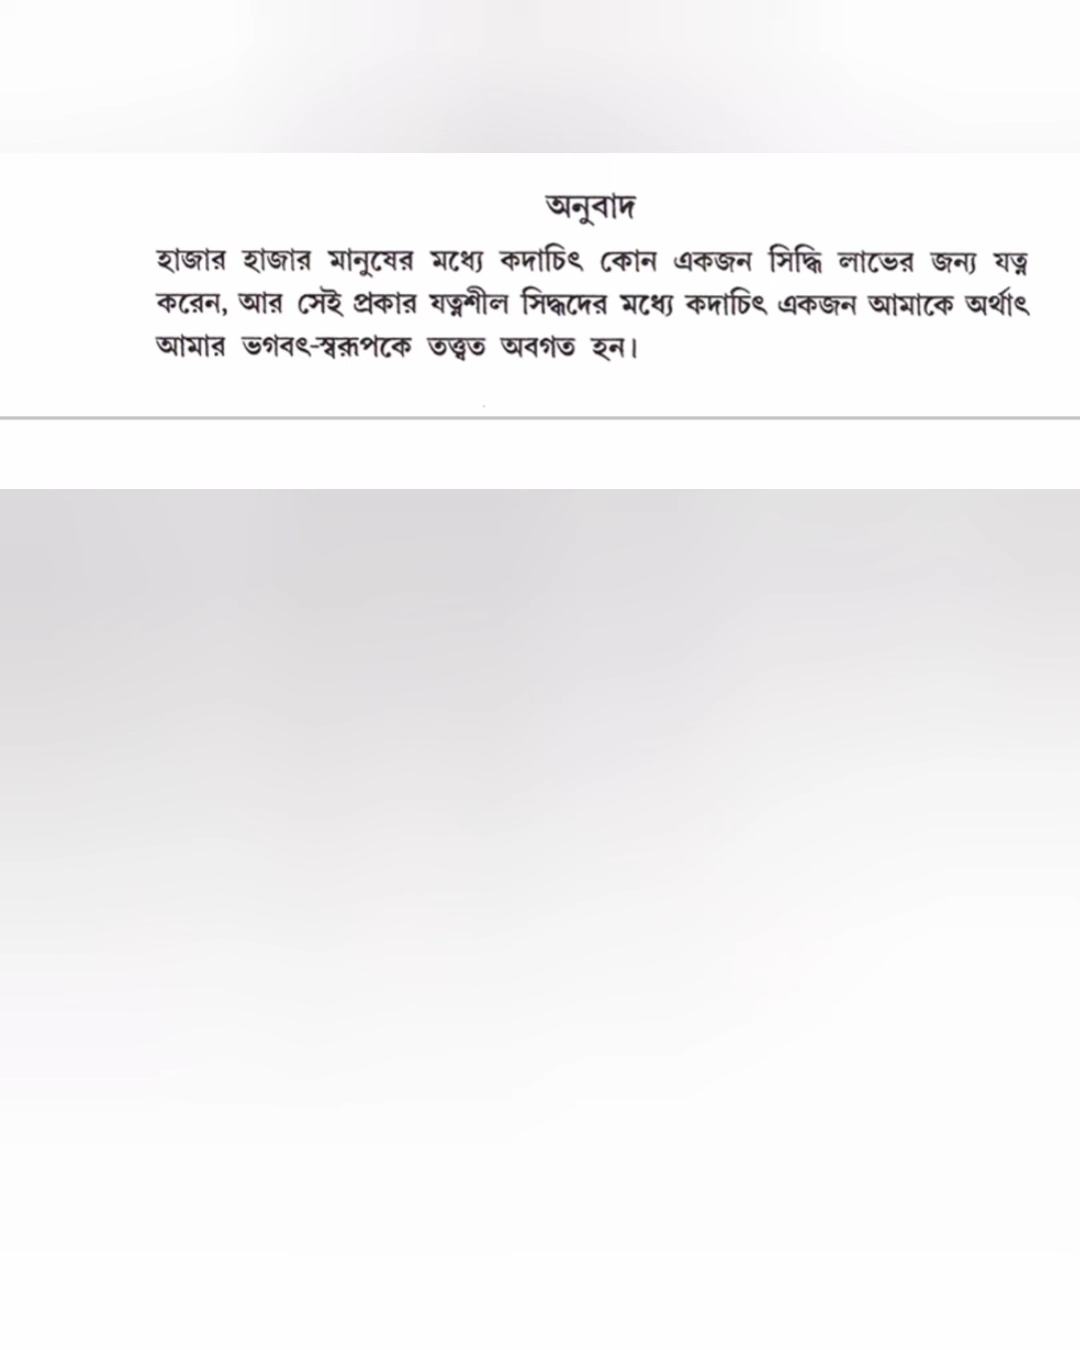 অনুবাদ
হাজার হাজার মানুষের মধ্যে কদাচিৎ কোন একজন সিদ্ধি লাভের জন্য যত্ন
করেন, আর সেই প্রকার যত্নশীল সিদ্ধদের মধ্যে কদাচিৎ একজন আমাকে অর্থাৎ
আমার ভগবৎ-স্বরূপকে তত্ত্বত অবগত হন।